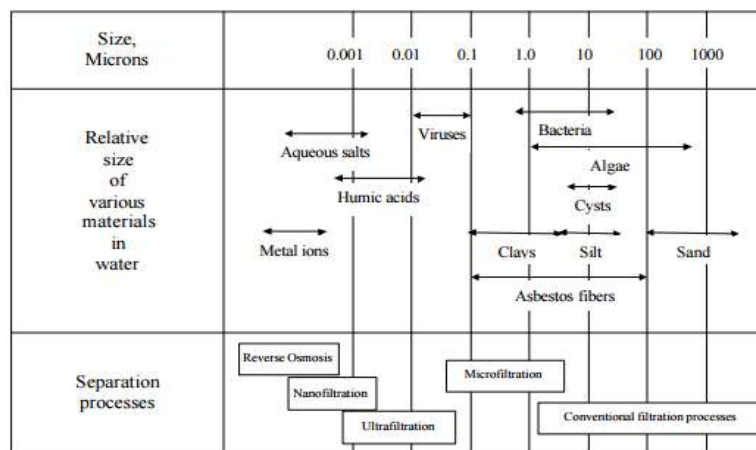 Size,
Microns
0.001 0.01 0.1 1.0 10 100 1000
Relative
size
of
various
materials
in
water
Viruses
Bacteria
Aqueous salts
Algae
Humic acids
Cysts
Metal ions
Clays
Silt
Sand
Asbestos fibers
Separation
processes
Reverse Osmosis
Nanofiltration
Ultrafiltration
Microfiltration
Conventional filtration processes